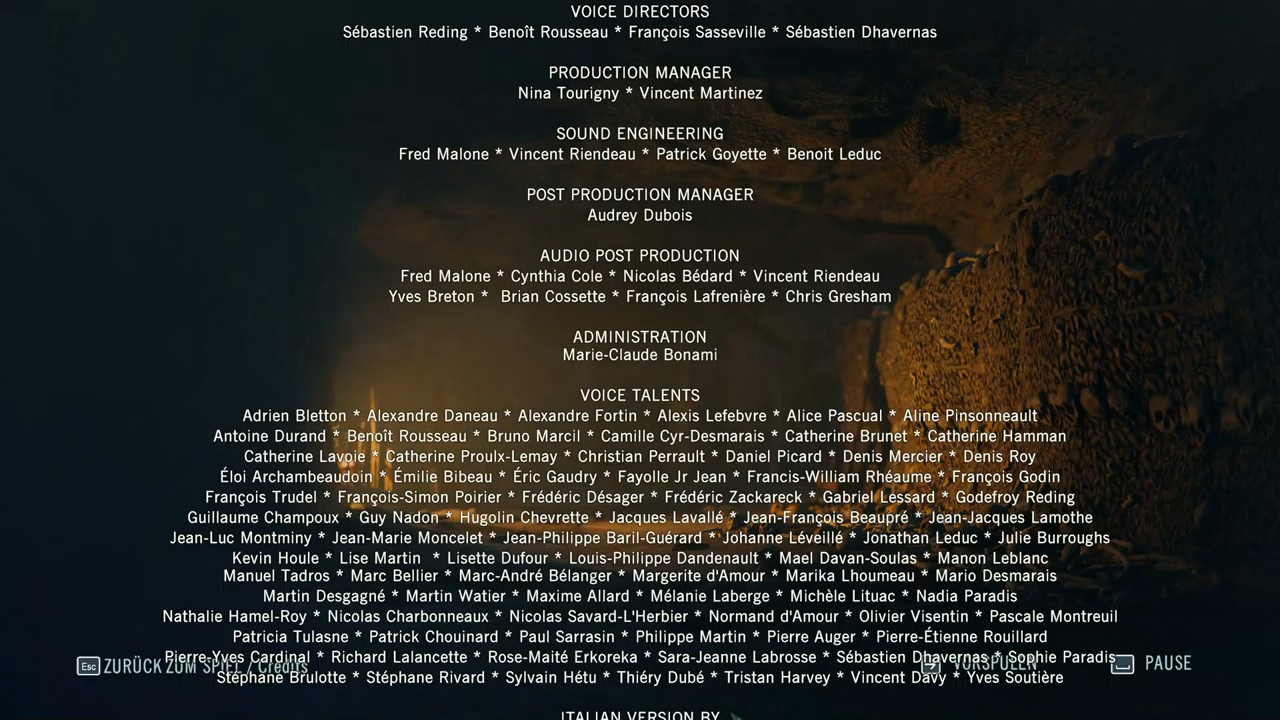 VOICE DIRECTORS
Sébastien Reding * Benoît Rousseau * François Sasseville * Sébastien Dhavernas
PRODUCTION MANAGER
Nina Tourigny * Vincent Martinez
SOUND ENGINEERING
Fred Malone * Vincent Riendeau * Patrick Goyette * Benoit Leduc
POST PRODUCTION MANAGER
Audrey Dubois
AUDIO POST PRODUCTION
Fred Malone * Cynthia Cole * Nicolas Bédard * Vincent Riendeau
Yves Breton * Brian Cossette * François Lafrenière * Chris Gresham
ADMINISTRATION
Marie-Claude Bonami
VOICE TALENTS
Adrien Bletton * Alexandre Daneau * Alexandre Fortin * Alexis Lefebvre * Alice Pascual * Aline Pinsonneault
Antoine Durand * Benoît Rousseau * Bruno Marcil * Camille Cyr-Desmarais * Catherine Brunet * Catherine Hamman
Catherine Lavoie * Catherine Proulx-Lemay * Christian Perrault * Daniel Picard * Denis Mercier * Denis Roy
Éloi Archambeaudoin * Émilie Bibeau * Éric Gaudry * Fayolle Jr Jean * Francis-William Rhéaume * François Godin
François Trudel * François-Simon Poirier * Frédéric Désager * Frédéric Zackareck * Gabriel Lessard * Godefroy Reding
Guillaume Champoux * Guy Nadon * Hugolin Chevrette * Jacques Lavallé * Jean-François Beaupré * Jean-Jacques Lamothe
Jean-Luc Montminy * Jean-Marie Moncelet * Jean-Philippe Baril-Guérard * Johanne Léveillé * Jonathan Leduc * Julie Burroughs
Kevin Houle * Lise Martin * Lisette Dufour * Louis-Philippe Dandenault * Mael Davan-Soulas * Manon Leblanc
Manuel Tadros * Marc Bellier * Marc-André Bélanger * Margerite d'Amour * Marika Lhoumeau * Mario Desmarais
Martin Desgagné * Martin Watier * Maxime Allard * Mélanie Laberge * Michèle Lituac * Nadia Paradis
Nathalie Hamel-Roy * Nicolas Charbonneaux * Nicolas Savard-L'Herbier * Normand d'Amour * Olivier Visentin * Pascale Montreuil
Patricia Tulasne * Patrick Chouinard * Paul Sarrasin * Philippe Martin * Pierre Auger * Pierre-Étienne Rouillard
Pierre-Yves Cardinal * Richard Lalancette * Rose-Maité Erkoreka * Sara-Jeanne Labrosse * Sébastien Dhavernas * Sophie Paradis
Esc ZURÜCK ZUM SPIEL / Credits VORSPULEN PAUSE
Stéphane Brulotte * Stéphane Rivard * Sylvain Hétu * Thiéry Dubé * Tristan Harvey * Vincent Davy * Yves Soutière
ITALIAN VERSION BY